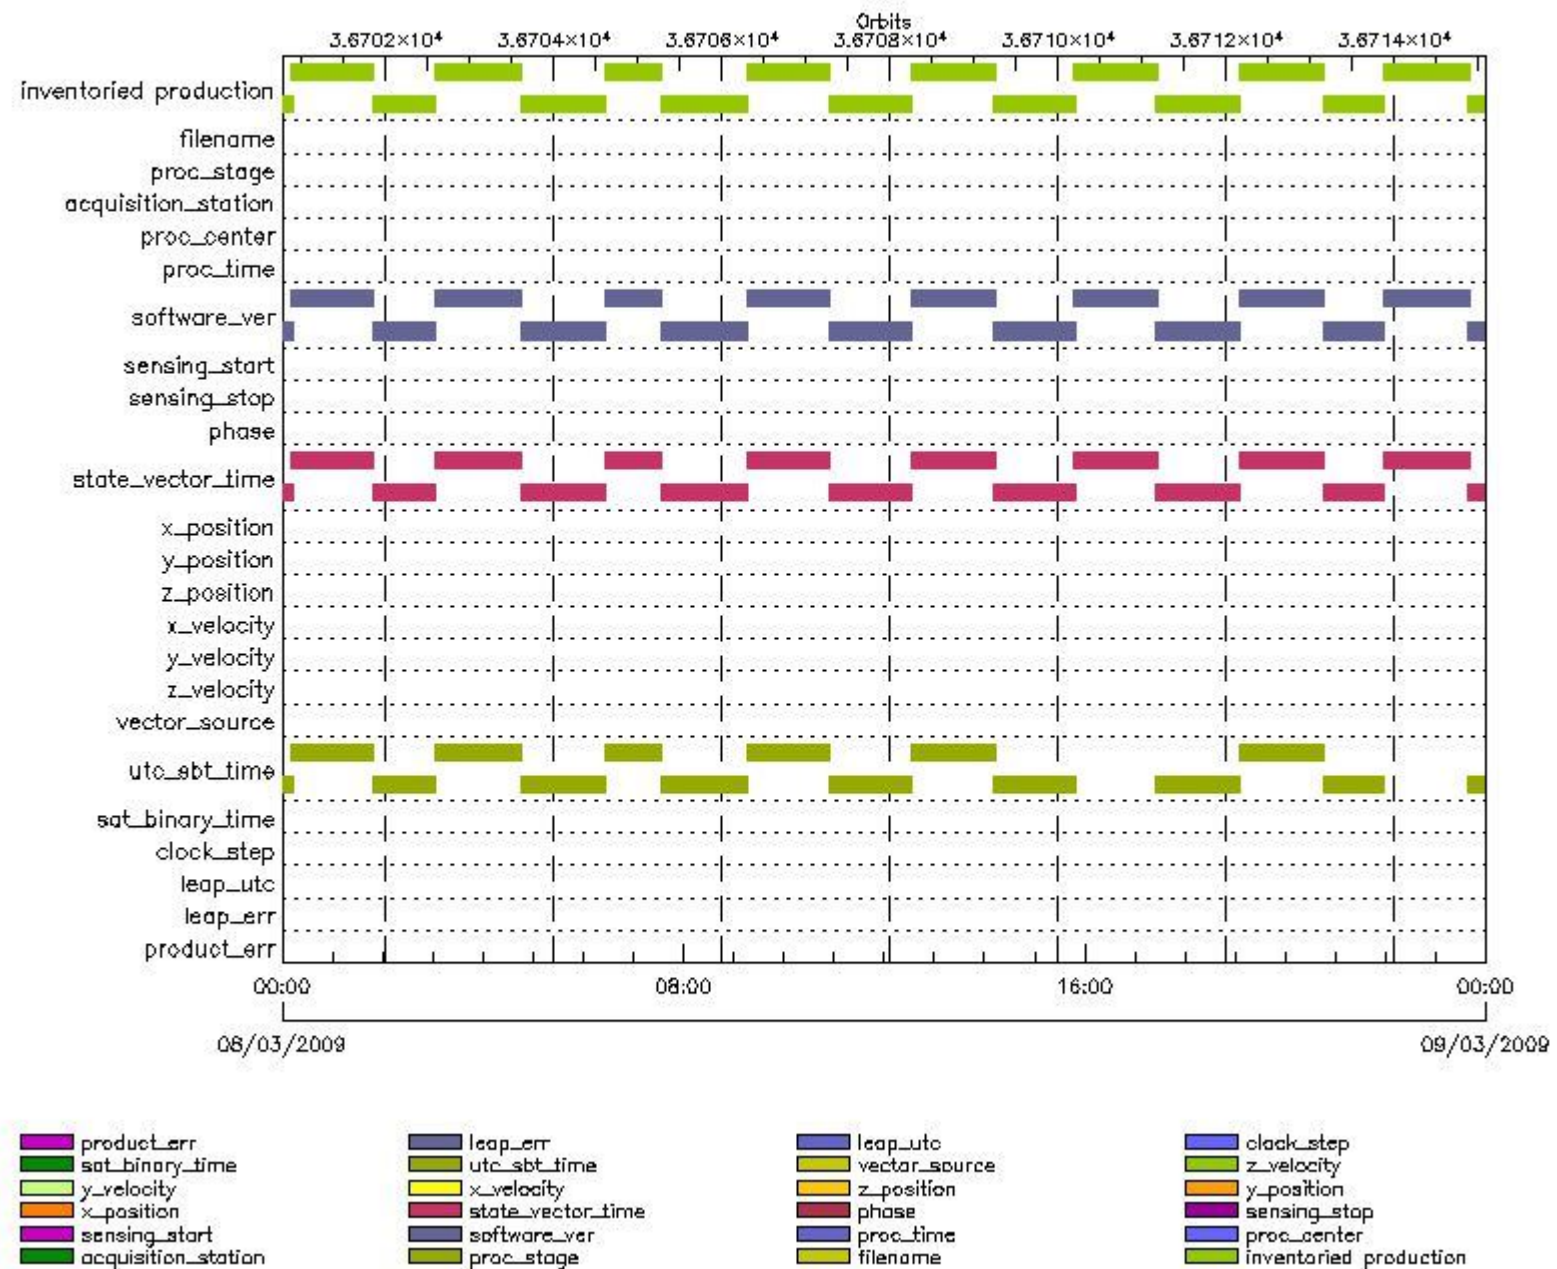 Orbits
3.6702×10⁴ 3.6704×10⁴ 3.6706×10⁴ 3.6708×10⁴ 3.6710×10⁴ 3.6712×10⁴ 3.6714×10⁴
inventoried production
filename
proc_stage
acquisition_station
proc_center
proc_time
software_ver
sensing_start
sensing_stop
phase
state_vector_time
x_position
y_position
z_position
x_velocity
y_velocity
z_velocity
vector_source
utc_sbt_time
sat_binary_time
clock_step
leap_utc
leap_err
product_err
00:00 08:00 16:00 00:00
08/03/2009 09/03/2009
product_err leap_err leap_utc clock_step
sat_binary_time utc_sbt_time vector_source z_velocity
y_velocity x_velocity z_position y_position
x_position state_vector_time phase sensing_stop
sensing_start software_ver proc_time proc_center
acquisition_station proc_stage filename inventoried production